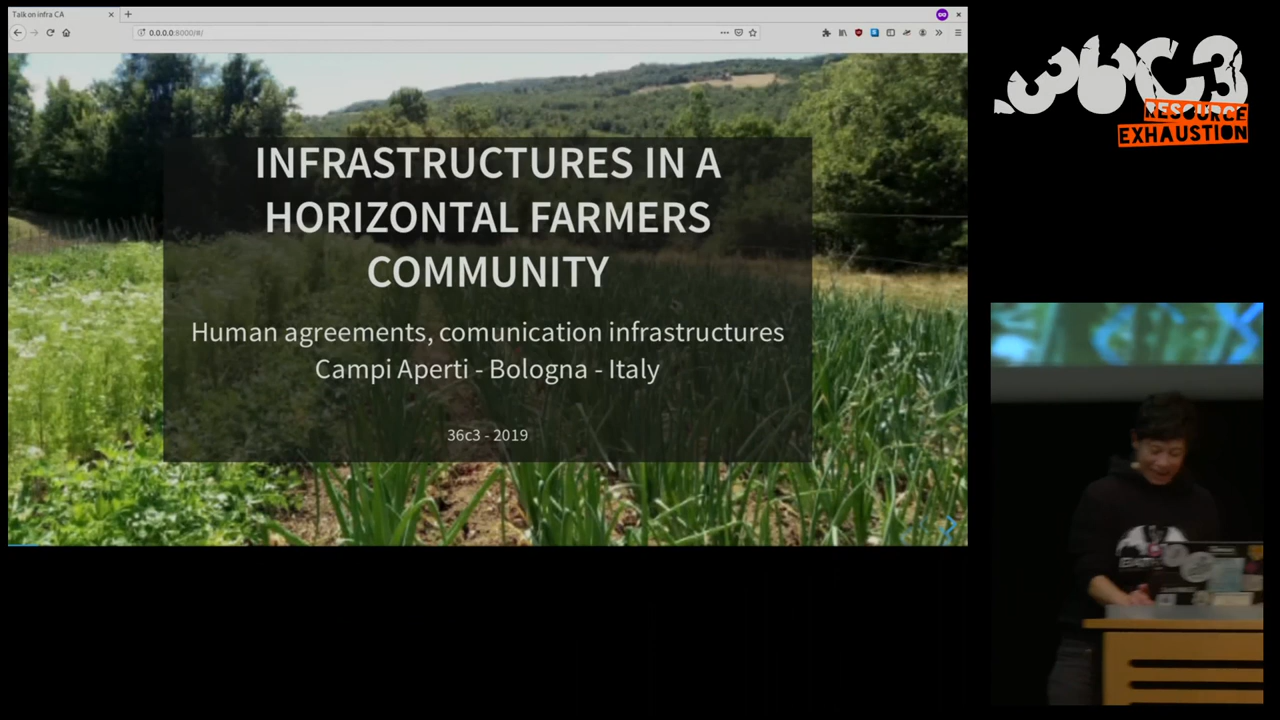 Talk on infra CA
0.0.0.0:8000/#/
36C3
RESOURCE
EXHAUSTION
INFRASTRUCTURES IN A
HORIZONTAL FARMERS
COMMUNITY
Human agreements, comunication infrastructures
Campi Aperti - Bologna - Italy
36c3 - 2019